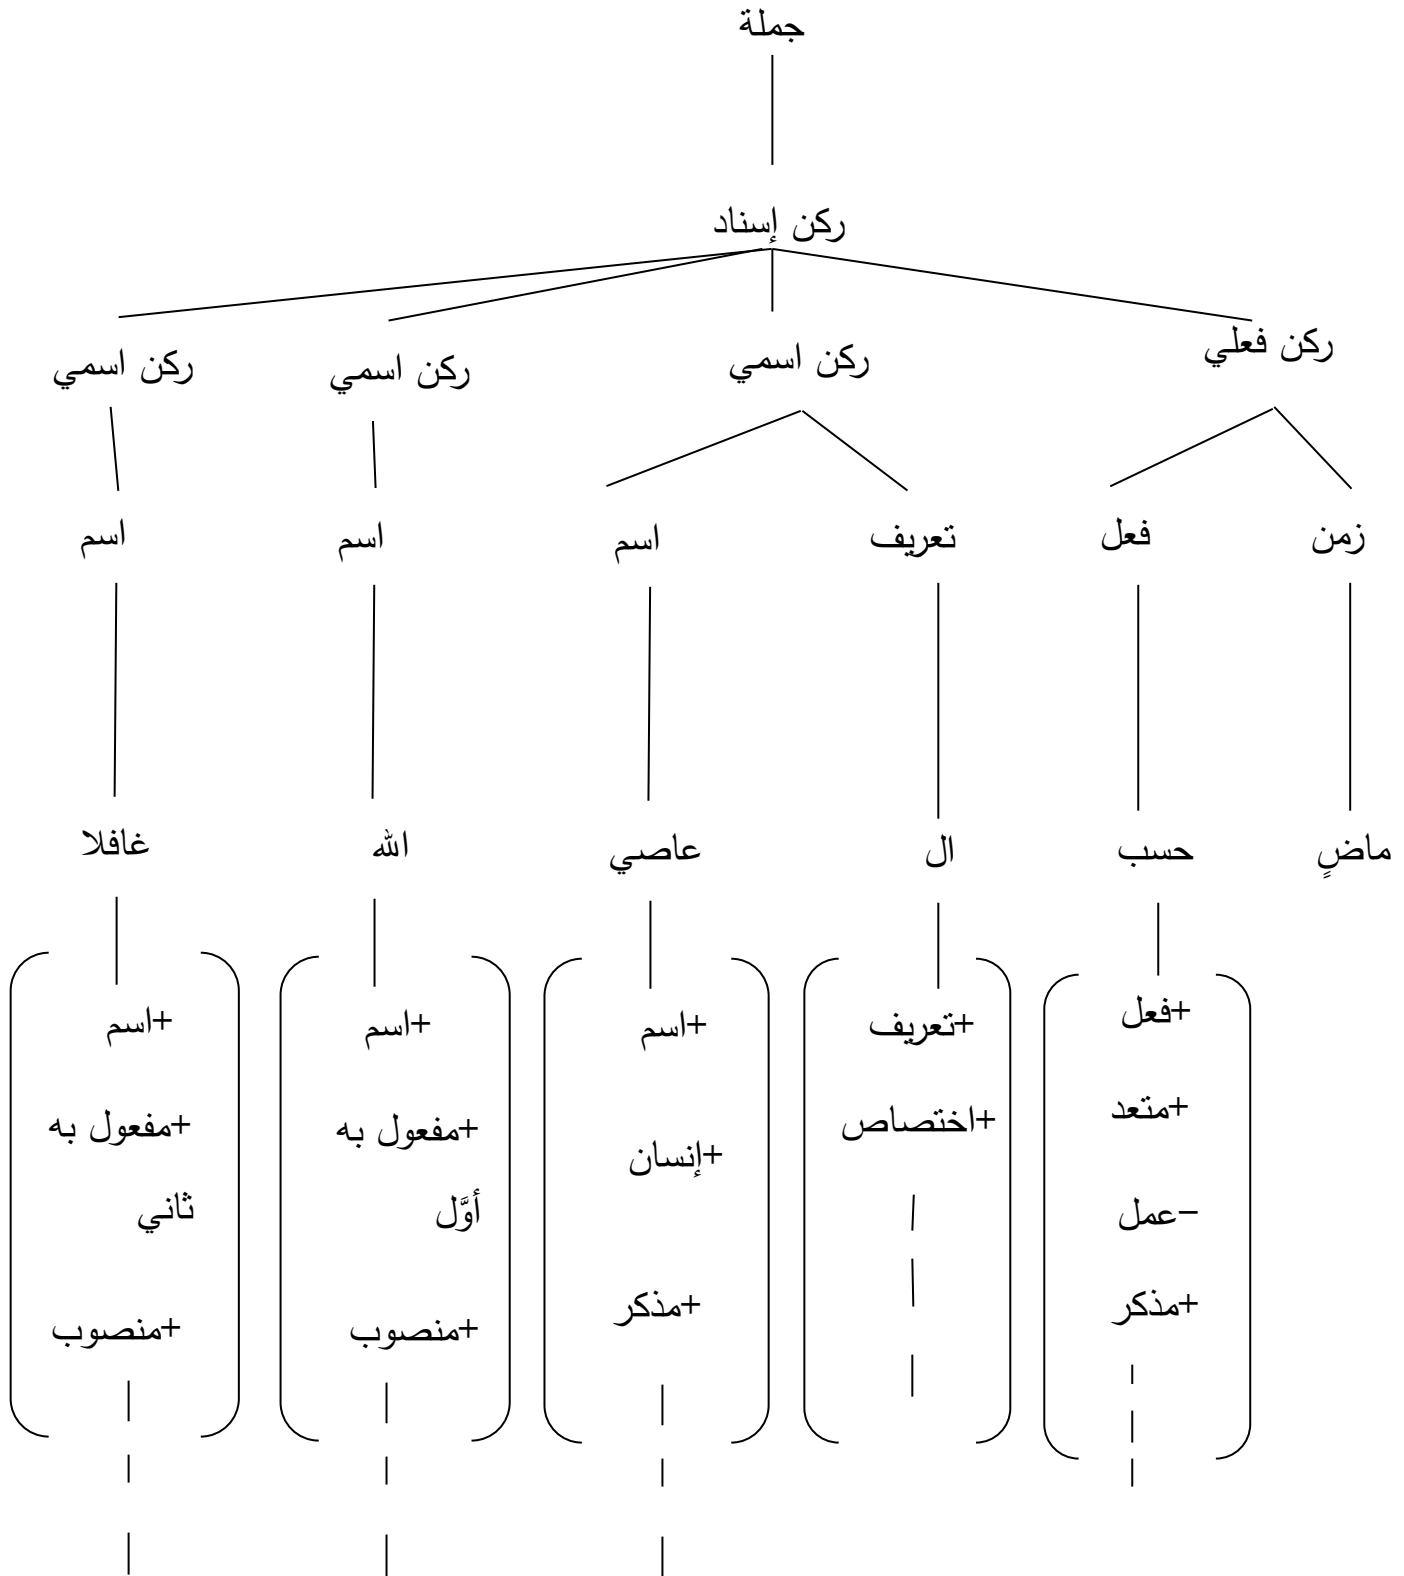 جملة
ركن إسناد
ركن فعلي
ركن اسمي
ركن اسمي
ركن اسمي
زمن
فعل
تعريف
اسم
اسم
اسم
ماضٍ
حسب
ال
عاصي
الله
غافلا
+فعل
+متعد
–عمل
+مذكر
+تعريف
+اختصاص
+اسم
+إنسان
+مذكر
+اسم
+مفعول به
أوَّل
+منصوب
+اسم
+مفعول به
ثاني
+منصوب